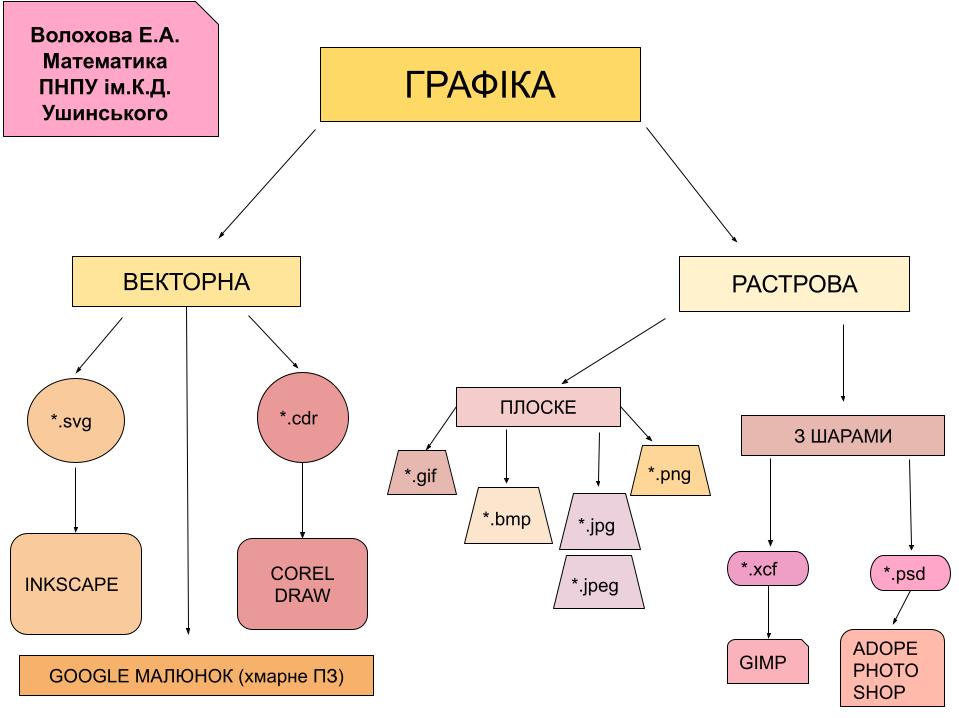 Волохова Е.А.
Математика
ПНПУ ім.К.Д.
Ушинського
ГРАФІКА
ВЕКТОРНА
РАСТРОВА
*.svg
*.cdr
ПЛОСКЕ
З ШАРАМИ
*.gif
*.bmp
*.jpg
*.png
*.jpeg
*.xcf
*.psd
INKSCAPE
COREL
DRAW
GIMP
ADOPE
PHOTO
SHOP
GOOGLE МАЛЮНОК (хмарне ПЗ)